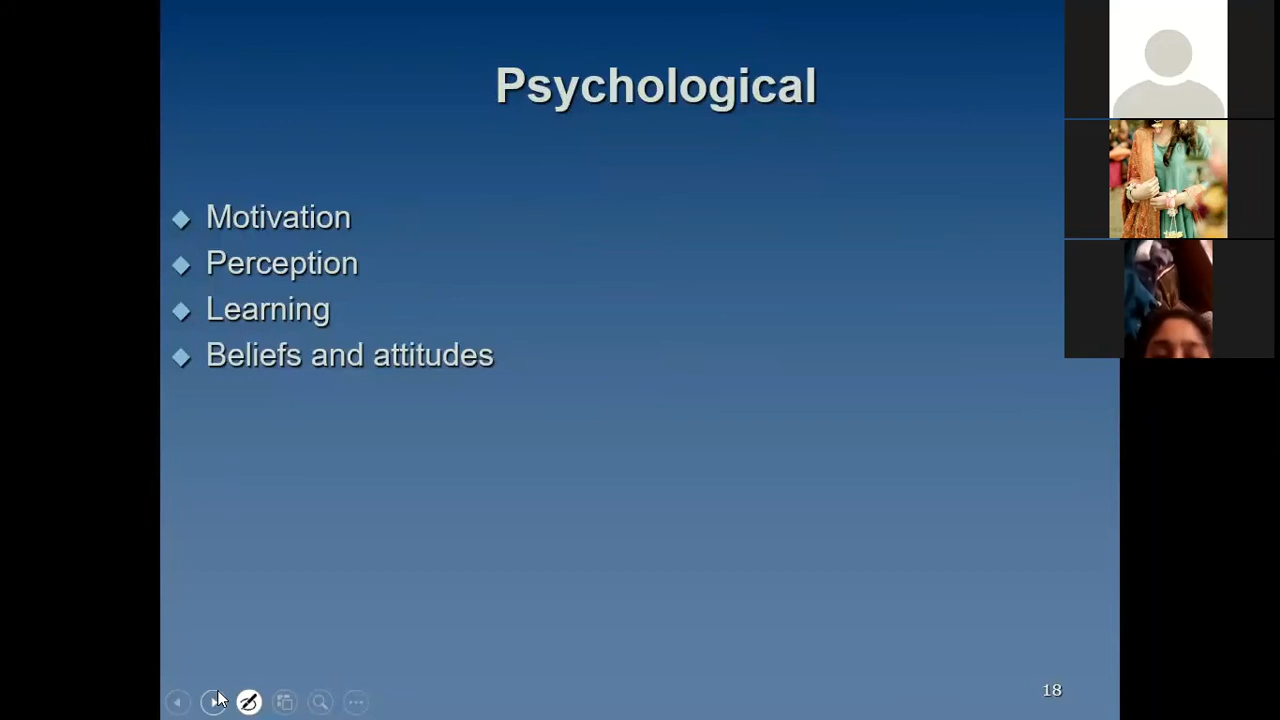 Psychological
Motivation
Perception
Learning
Beliefs and attitudes
18